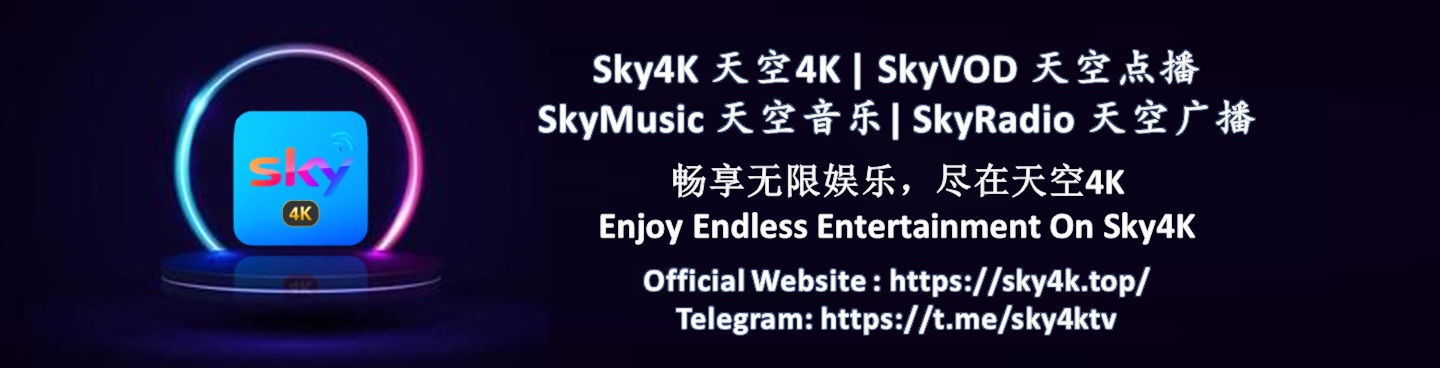 sky
4K
Sky4K 天空4K | SkyVOD 天空点播
SkyMusic 天空音乐| SkyRadio 天空广播
畅享无限娱乐，尽在天空4K
Enjoy Endless Entertainment On Sky4K
Official Website : https://sky4k.top/
Telegram: https://t.me/sky4ktv